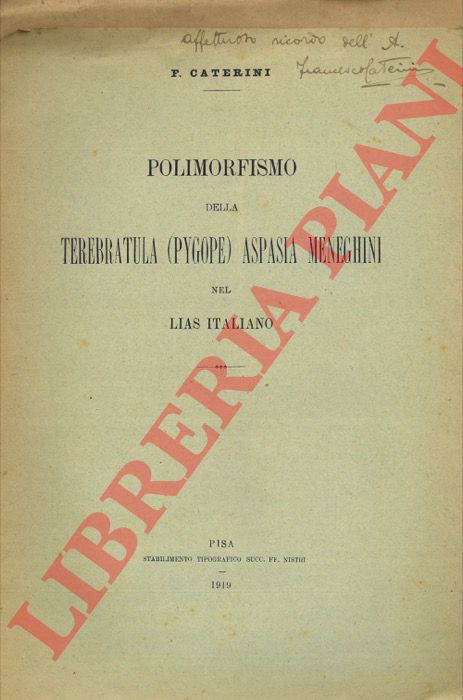 affettuoso ricordo dell' A.
Francesco Caterini
F. CATERINI
POLIMORFISMO
DELLA
TEREBRATULA (PYGOPE) ASPASIA MENEGHINI
NEL
LIAS ITALIANO
PISA
STABILIMENTO TIPOGRAFICO SUCC. FF. NISTRI
1919
LIBRERIA PIANI